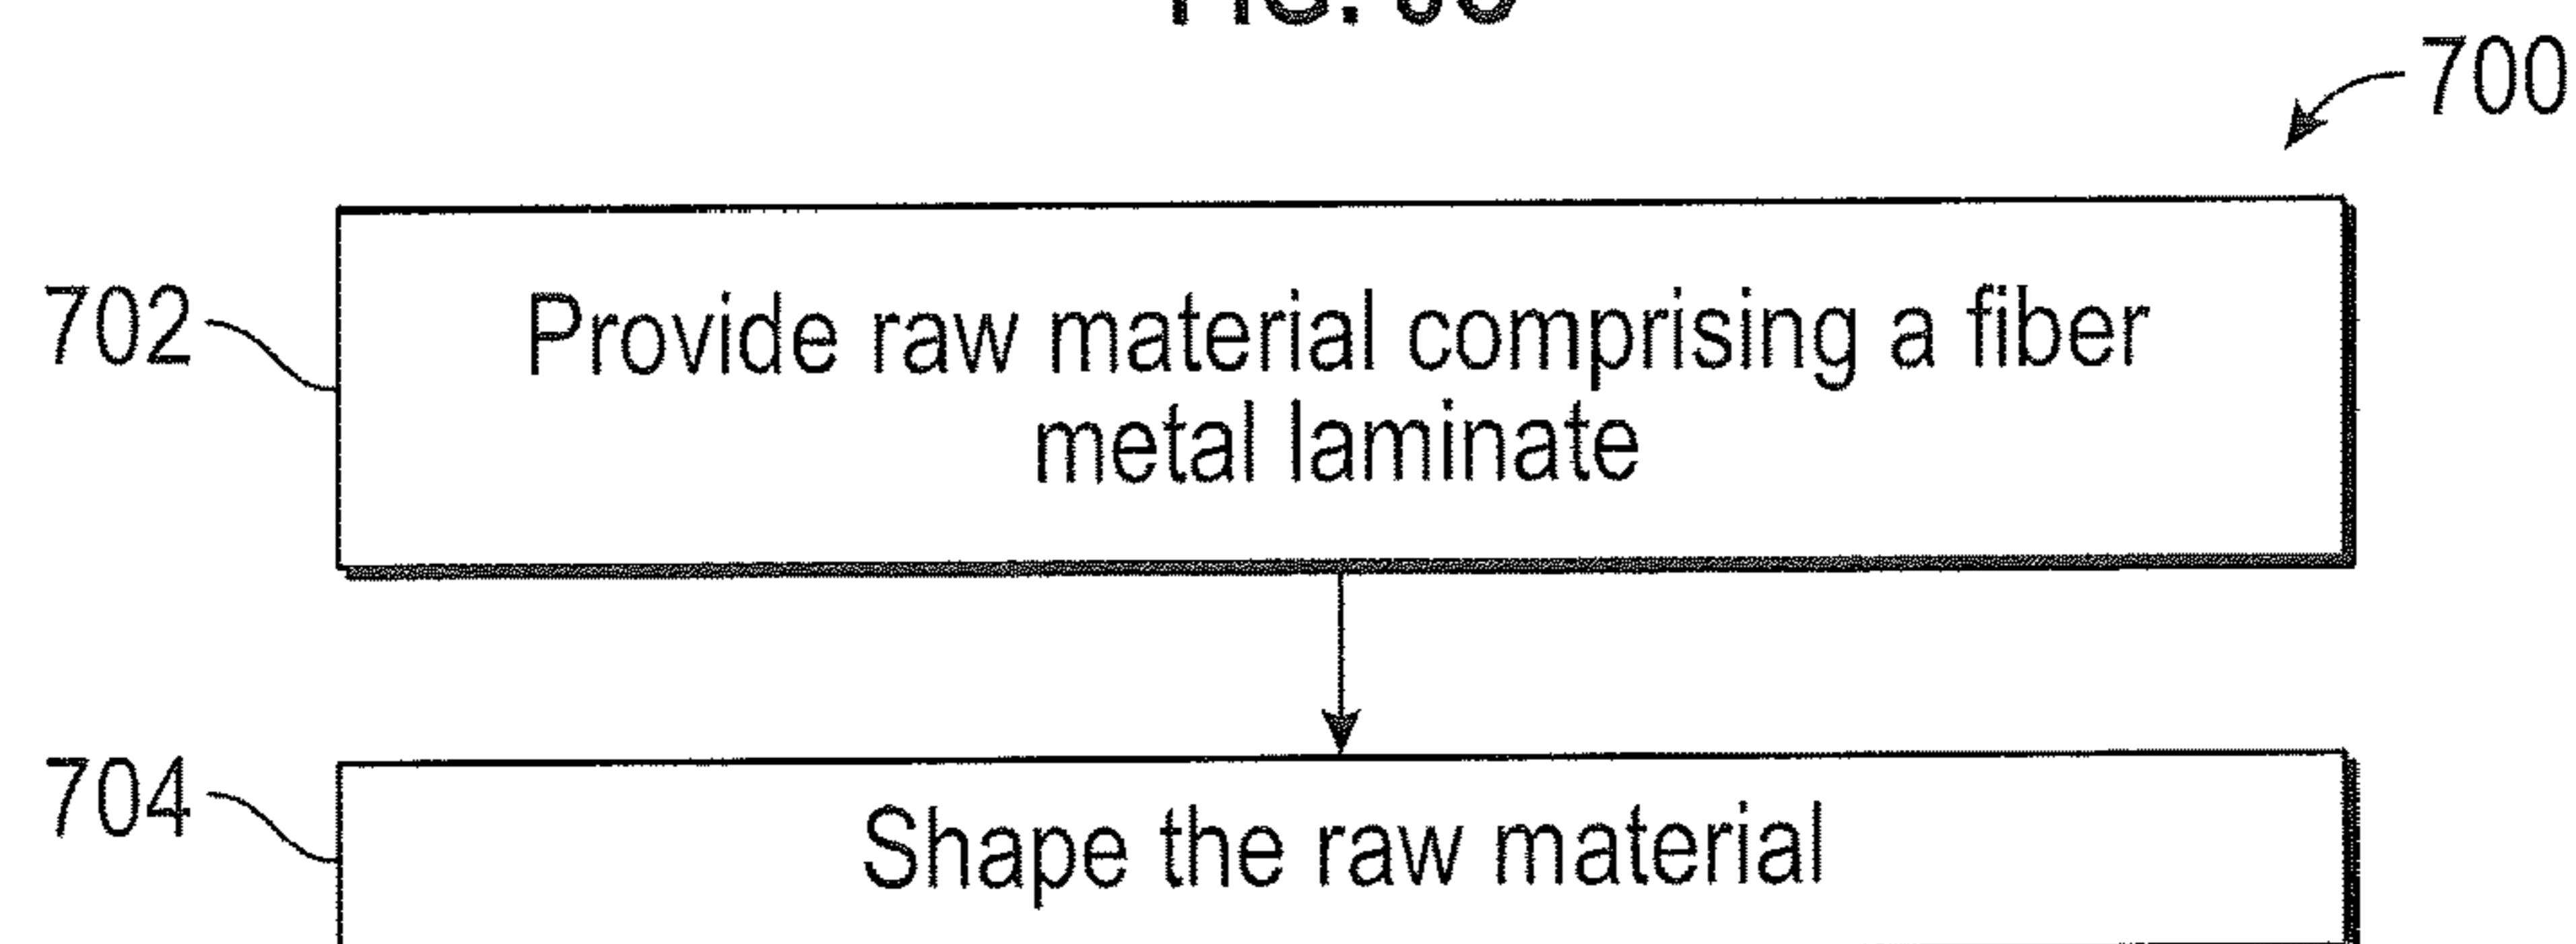 700
702
Provide raw material comprising a fiber
metal laminate
704
Shape the raw material